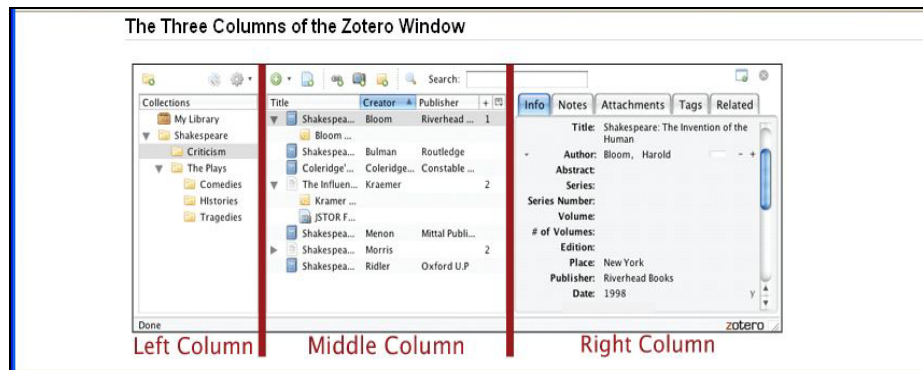 The Three Columns of the Zotero Window
Search:
Collections
My Library
Shakespeare
Criticism
The Plays
Comedies
HIstories
Tragedies
Title Creator Publisher +
Shakespea... Bloom Riverhead ... 1
Bloom ...
Shakespea... Bulman Routledge
Coleridge'... Coleridge... Constable ...
The Influen... Kraemer 2
Kramer ...
JSTOR F...
Shakespea... Menon Mittal Publi...
Shakespea... Morris 2
Shakespea... Ridler Oxford U.P
Info Notes Attachments Tags Related
Title: Shakespeare: The Invention of the
Human
Author: Bloom, Harold - +
Abstract:
Series:
Series Number:
Volume:
# of Volumes:
Edition:
Place: New York
Publisher: Riverhead Books
Date: 1998 y
Done
zotero
Left Column Middle Column Right Column